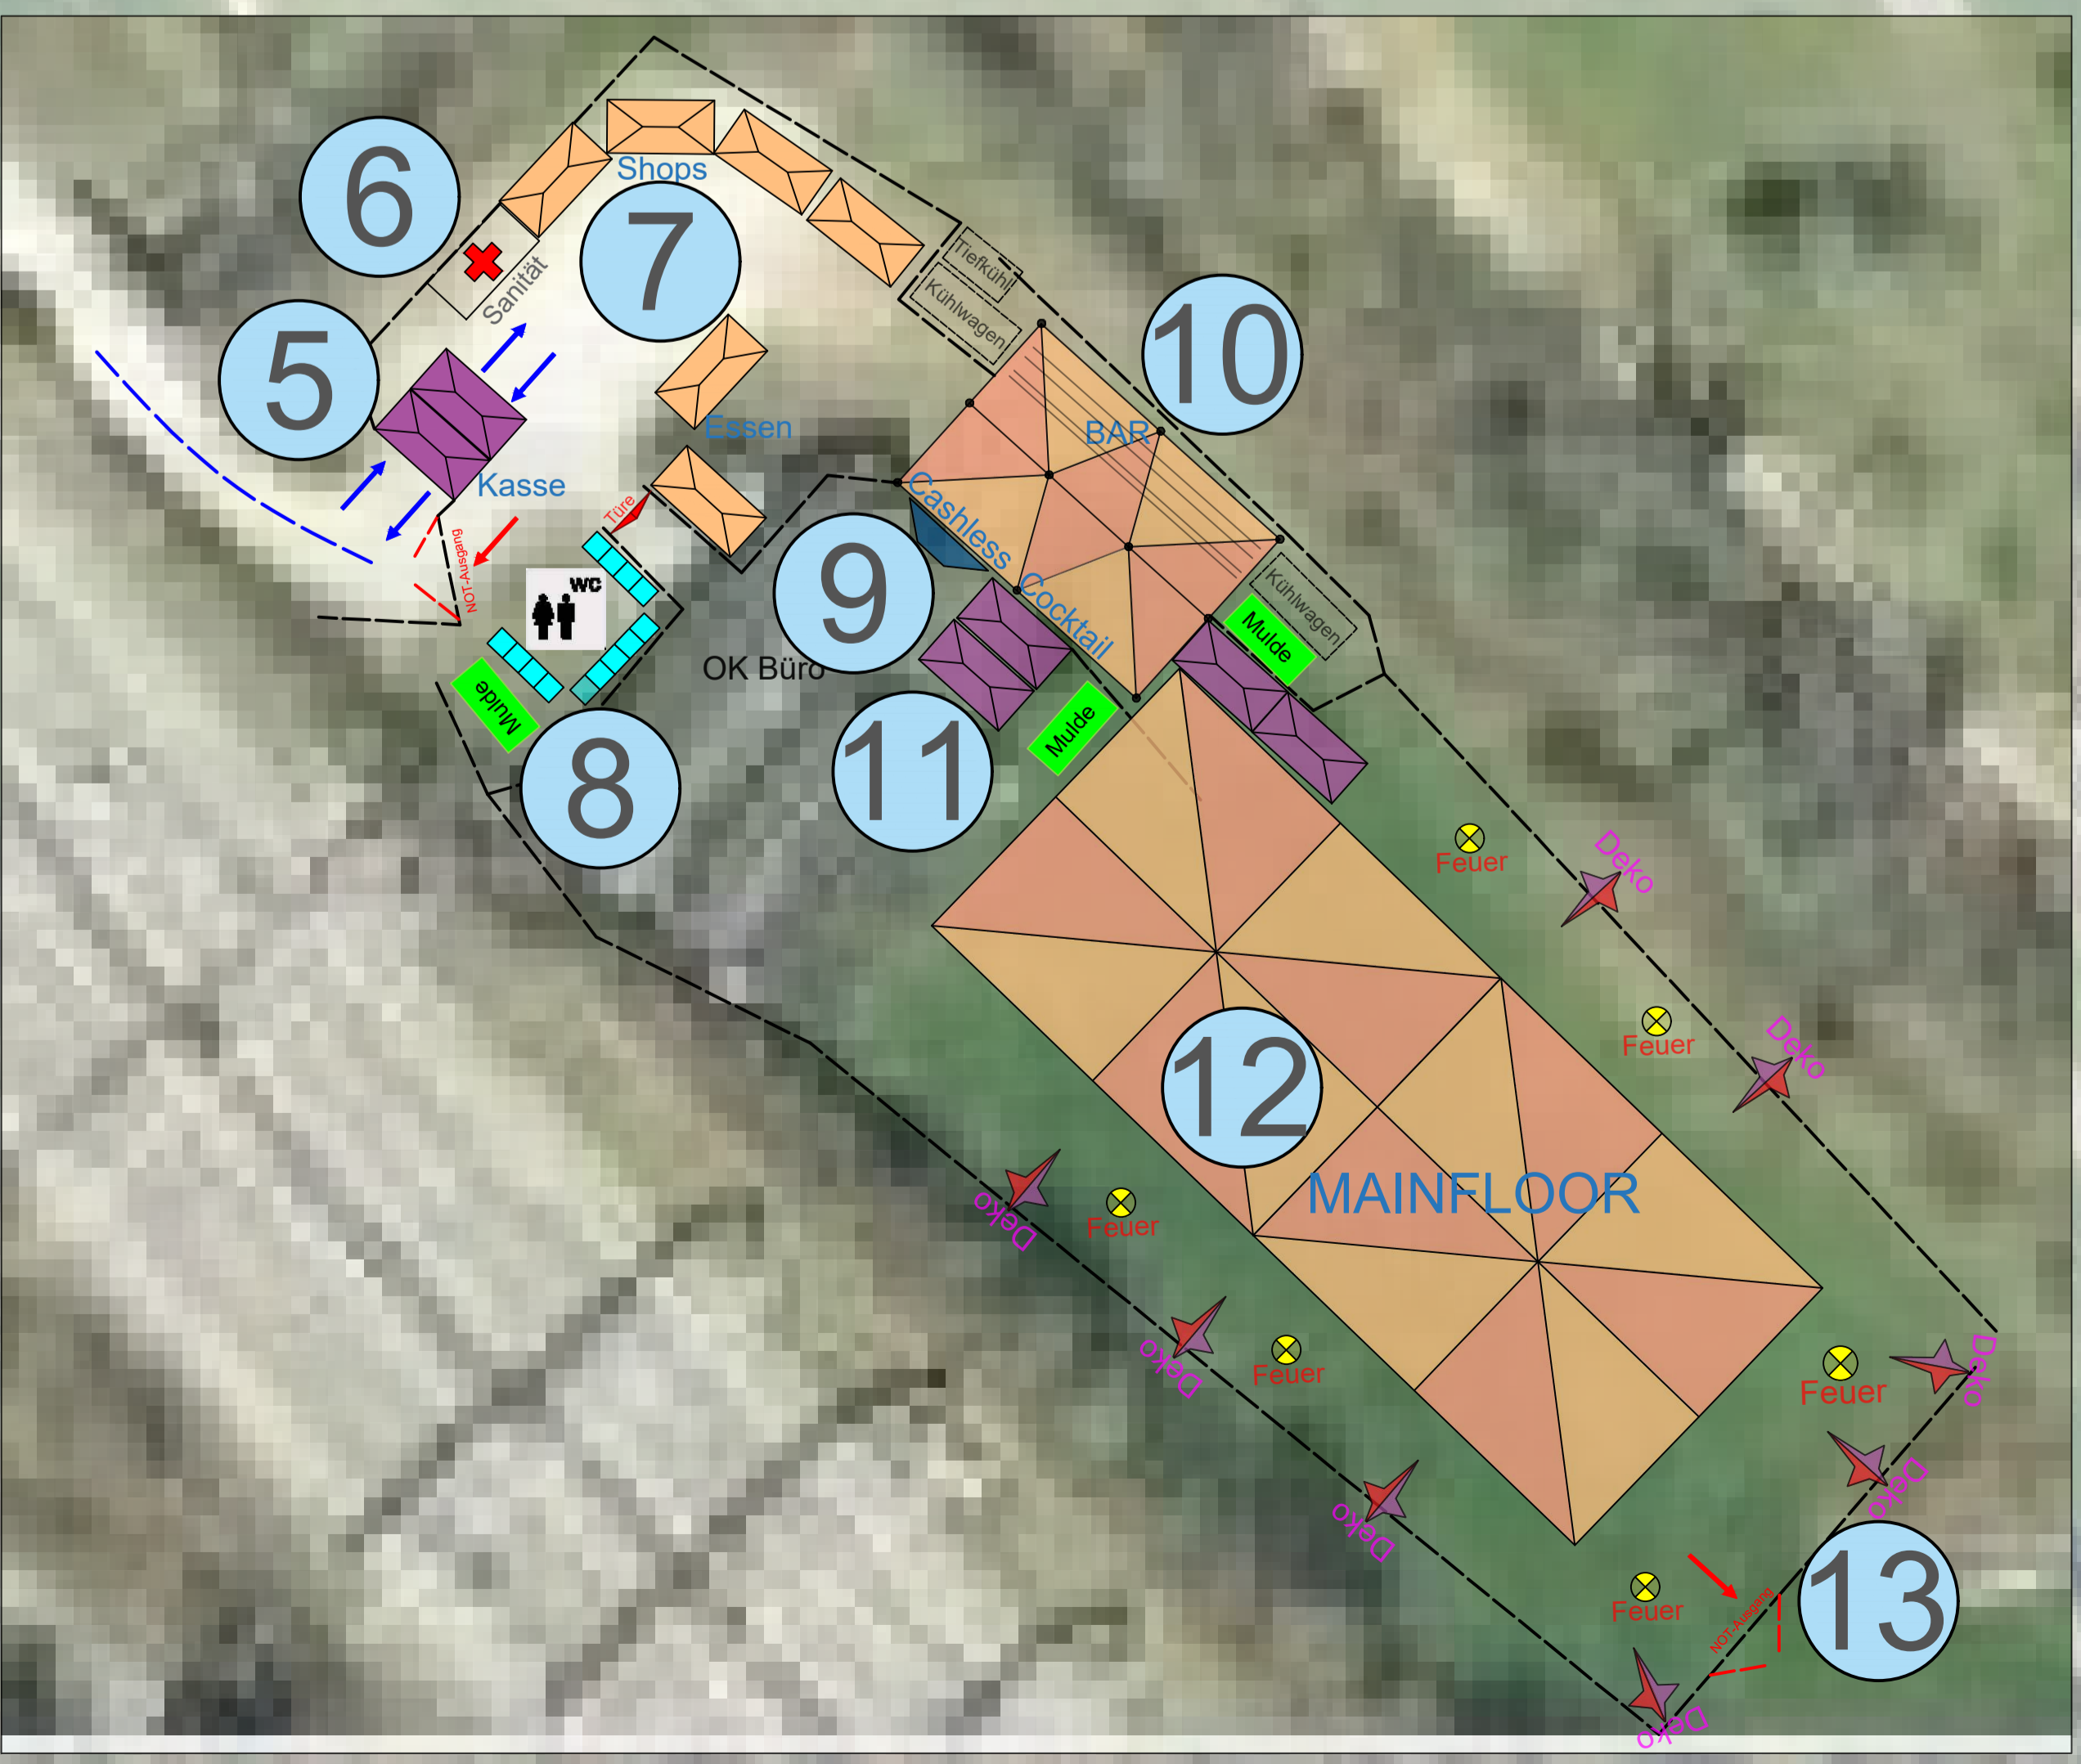 6
Shops
Sanität
7
Tiefkühl
Kühlwagen
5
10
Essen
BAR
Kasse
Cashless
Türe
NOT-Ausgang
WC
9
Cocktail
Kühlwagen
Mulde
OK Büro
Mulde
Mulde
8
11
Feuer
Deko
Feuer
Deko
12
MAINFLOOR
Deko
Feuer
Deko
Feuer
Feuer
Deko
Deko
Deko
Feuer
NOT-Ausgang
13
Deko